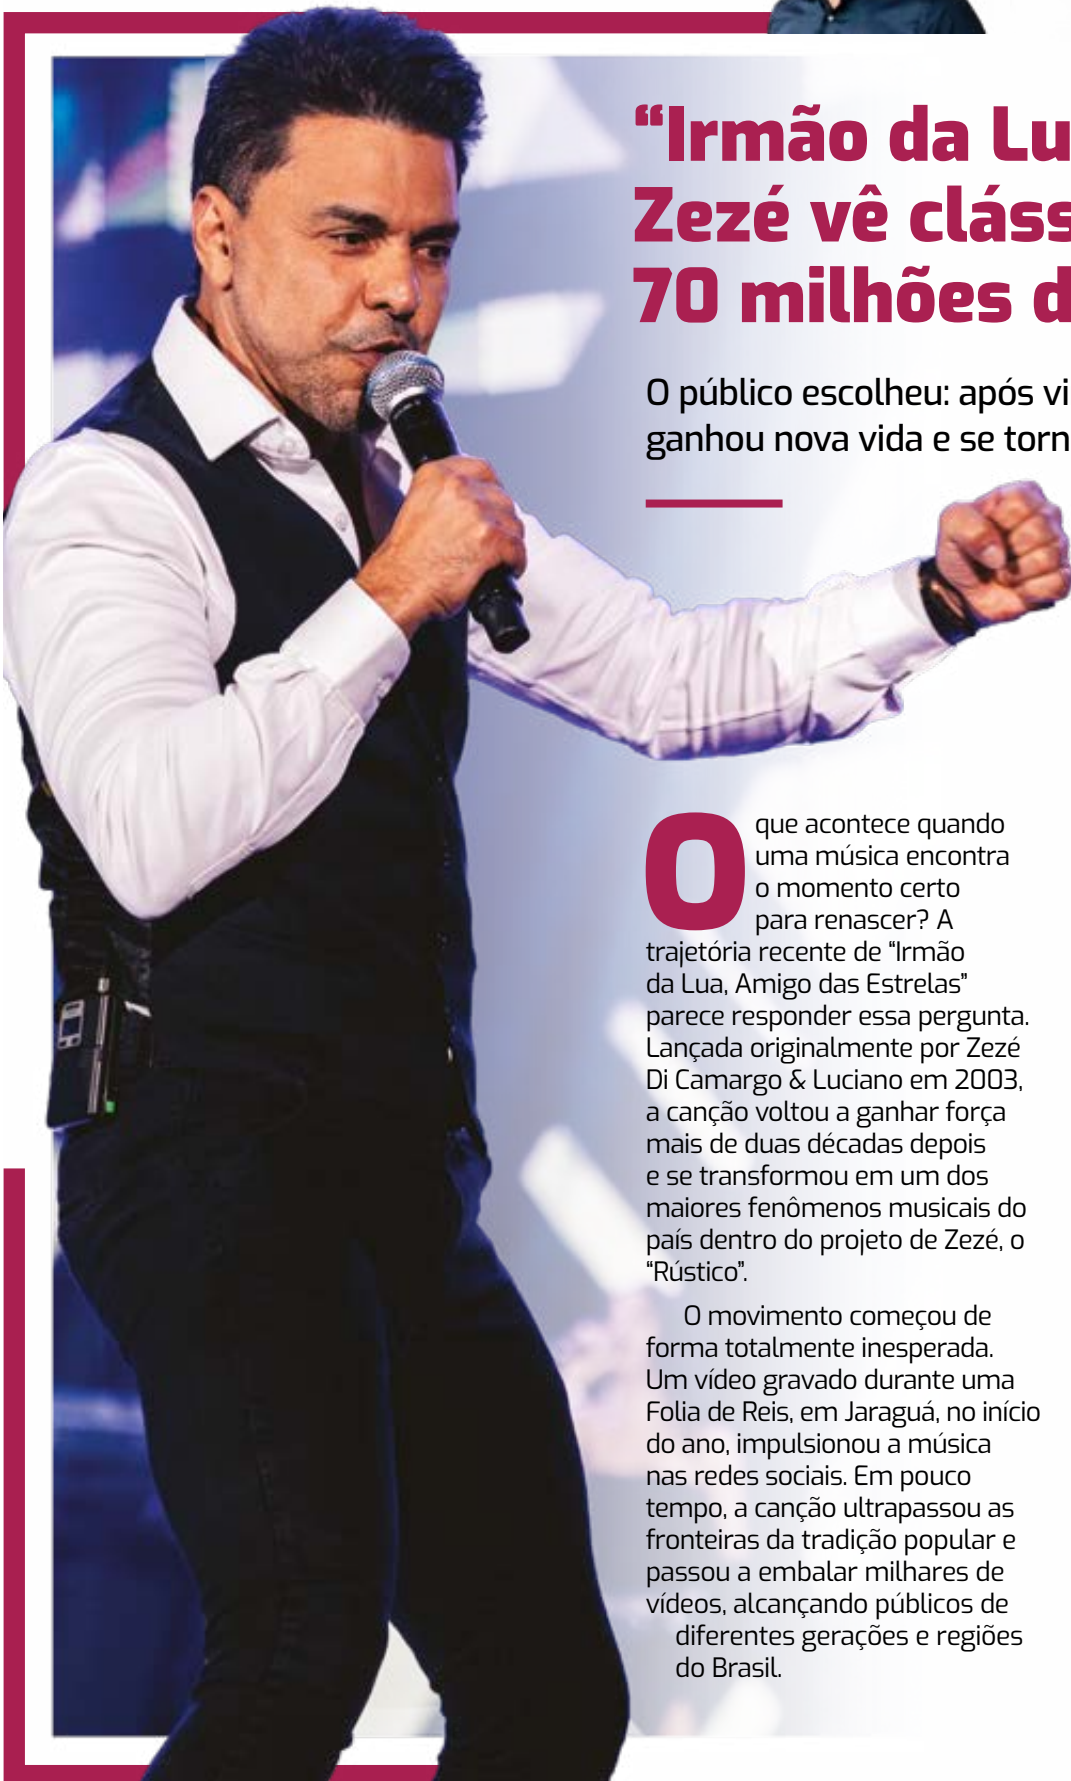 “Irmão da Lu
Zezé vê cláss
70 milhões d
O público escolheu: após vi
ganhou nova vida e se torn
O que acontece quando
uma música encontra
o momento certo
para renascer? A
trajetória recente de “Irmão
da Lua, Amigo das Estrelas”
parece responder essa pergunta.
Lançada originalmente por Zezé
Di Camargo & Luciano em 2003,
a canção voltou a ganhar força
mais de duas décadas depois
e se transformou em um dos
maiores fenômenos musicais do
país dentro do projeto de Zezé, o
“Rústico”.
O movimento começou de
forma totalmente inesperada.
Um vídeo gravado durante uma
Folia de Reis, em Jaraguá, no início
do ano, impulsionou a música
nas redes sociais. Em pouco
tempo, a canção ultrapassou as
fronteiras da tradição popular e
passou a embalar milhares de
vídeos, alcançando públicos de
diferentes gerações e regiões
do Brasil.